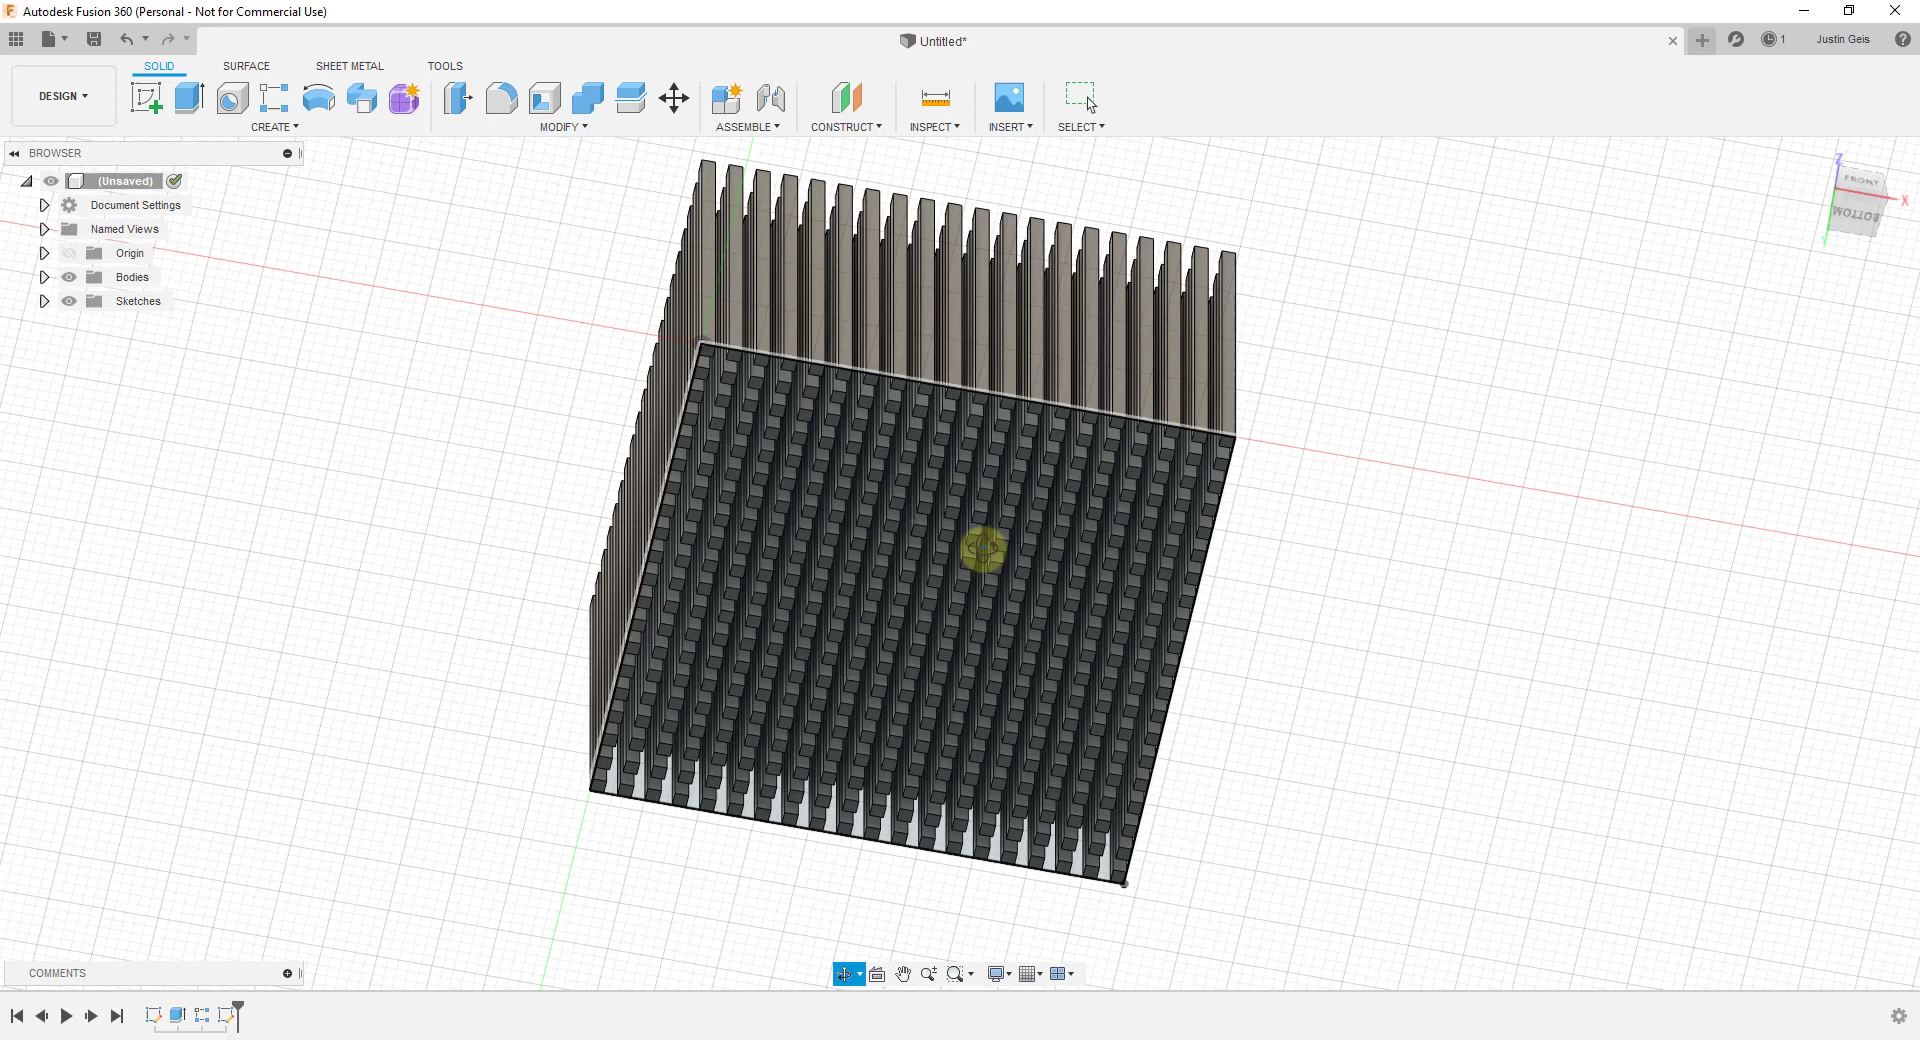 Autodesk Fusion 360 (Personal - Not for Commercial Use)
Untitled*
1
Justin Geis
DESIGN
SOLID
SURFACE
SHEET METAL
TOOLS
CREATE
MODIFY
ASSEMBLE
CONSTRUCT
INSPECT
INSERT
SELECT
BROWSER
(Unsaved)
Document Settings
Named Views
Origin
Bodies
Sketches
Z
FRONT
X
BOTTOM
Y
COMMENTS